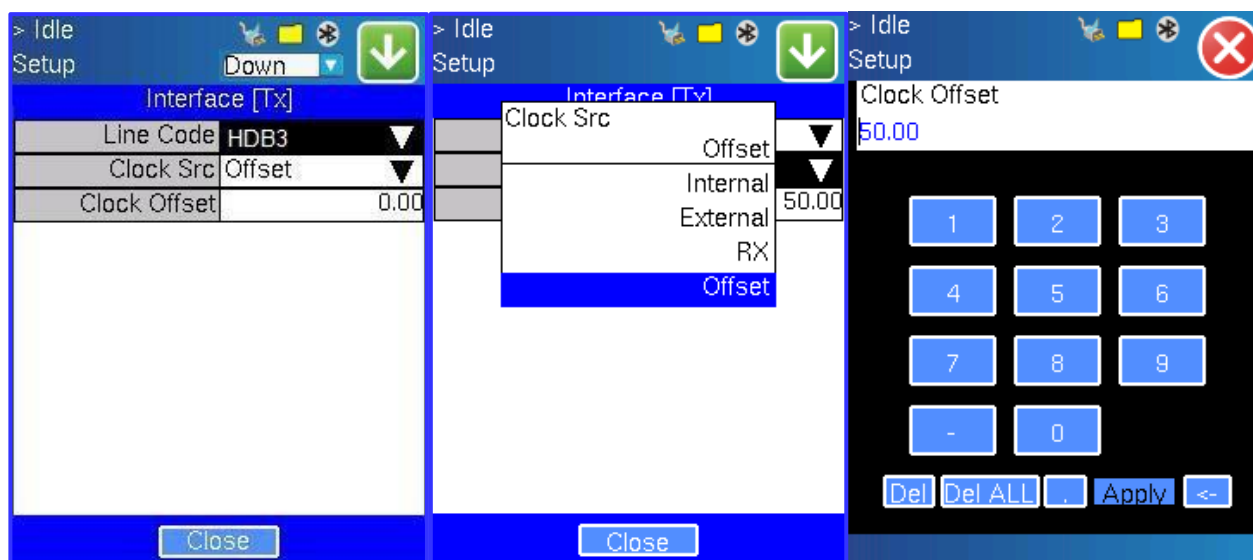 > Idle
Setup
Down
Interface [Tx]
Line Code HDB3
Clock Src Offset
Clock Offset 0.00
Close
> Idle
Setup
Interface [Tx]
Clock Src
Offset
Internal
External
RX
Offset
50.00
Close
> Idle
Setup
Clock Offset
50.00
1 2 3
4 5 6
7 8 9
- 0
Del Del ALL . Apply <-